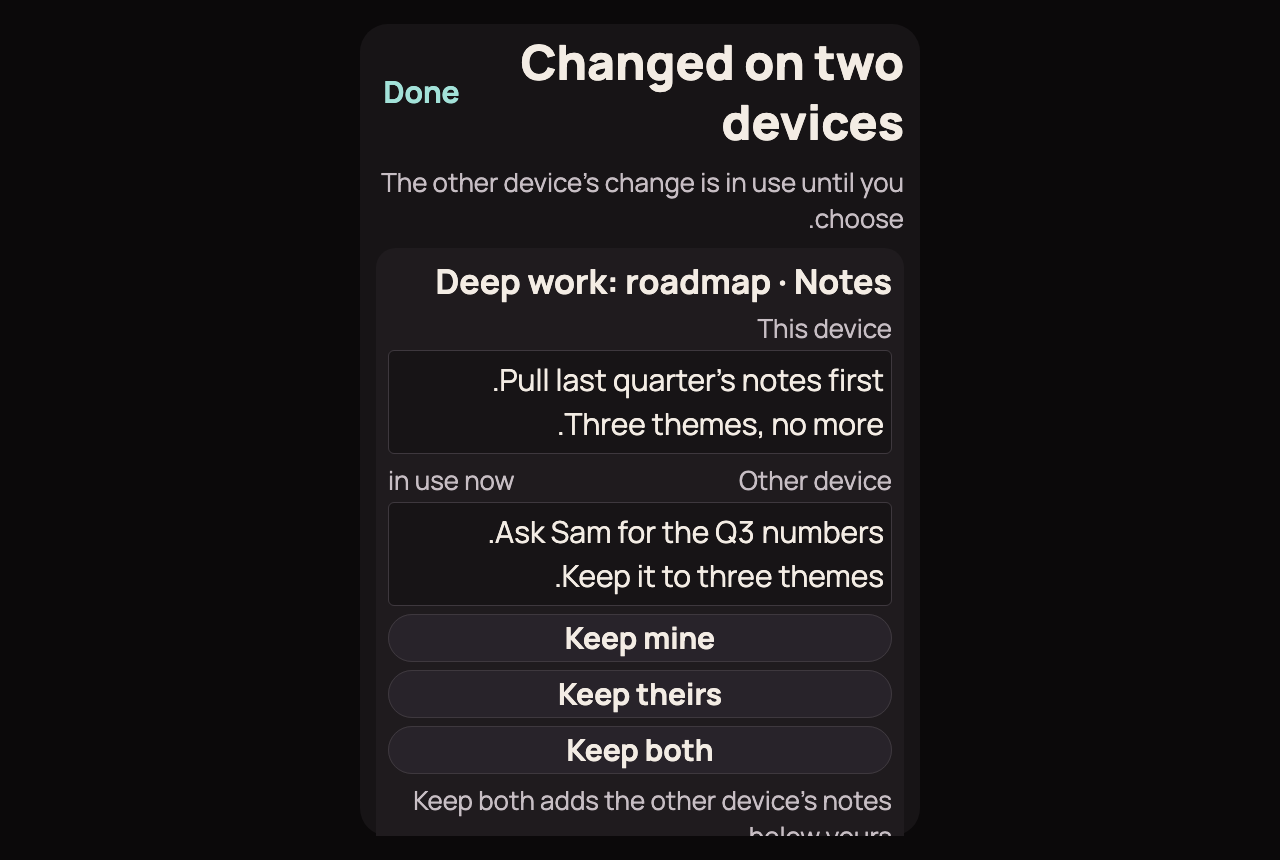 Changed on two
devices
Done
The other device's change is in use until you
.choose
Deep work: roadmap · Notes
This device
.Pull last quarter's notes first
.Three themes, no more
Other device
in use now
.Ask Sam for the Q3 numbers
.Keep it to three themes
Keep mine
Keep theirs
Keep both
Keep both adds the other device's notes
below yours